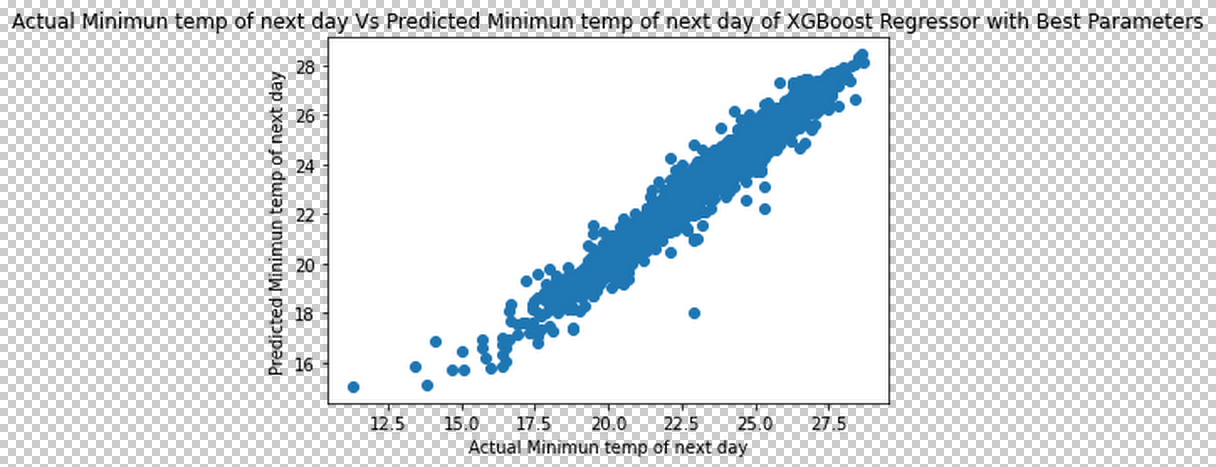 Actual Minimun temp of next day Vs Predicted Minimun temp of next day of XGBoost Regressor with Best Parameters
Predicted Minimun temp of next day
28
26
24
22
20
18
16
12.5 15.0 17.5 20.0 22.5 25.0 27.5
Actual Minimun temp of next day